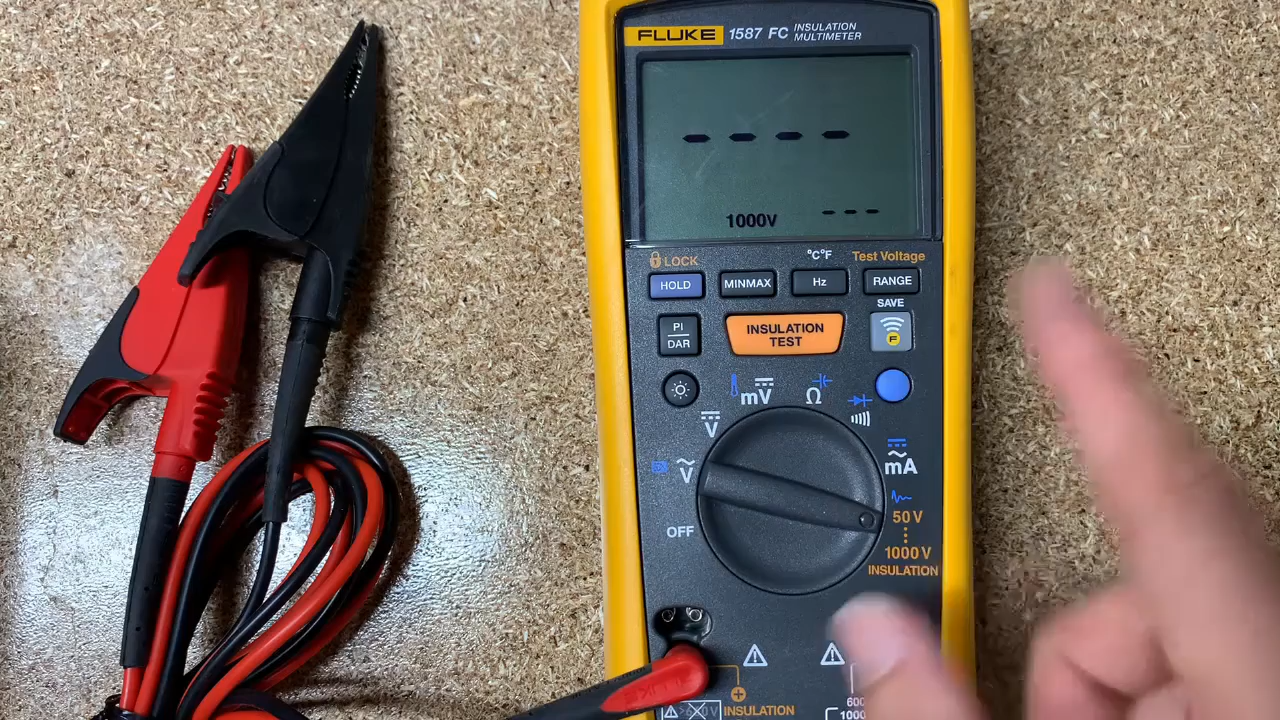 FLUKE 1587 FC INSULATION MULTIMETER
- - - -
1000V - - -
LOCK °C°F Test Voltage
HOLD MINMAX Hz RANGE
SAVE
PI
DAR
INSULATION
TEST
F
mV Ω
V
V mA
OFF 50 V
1000 V
INSULATION
INSULATION
1000